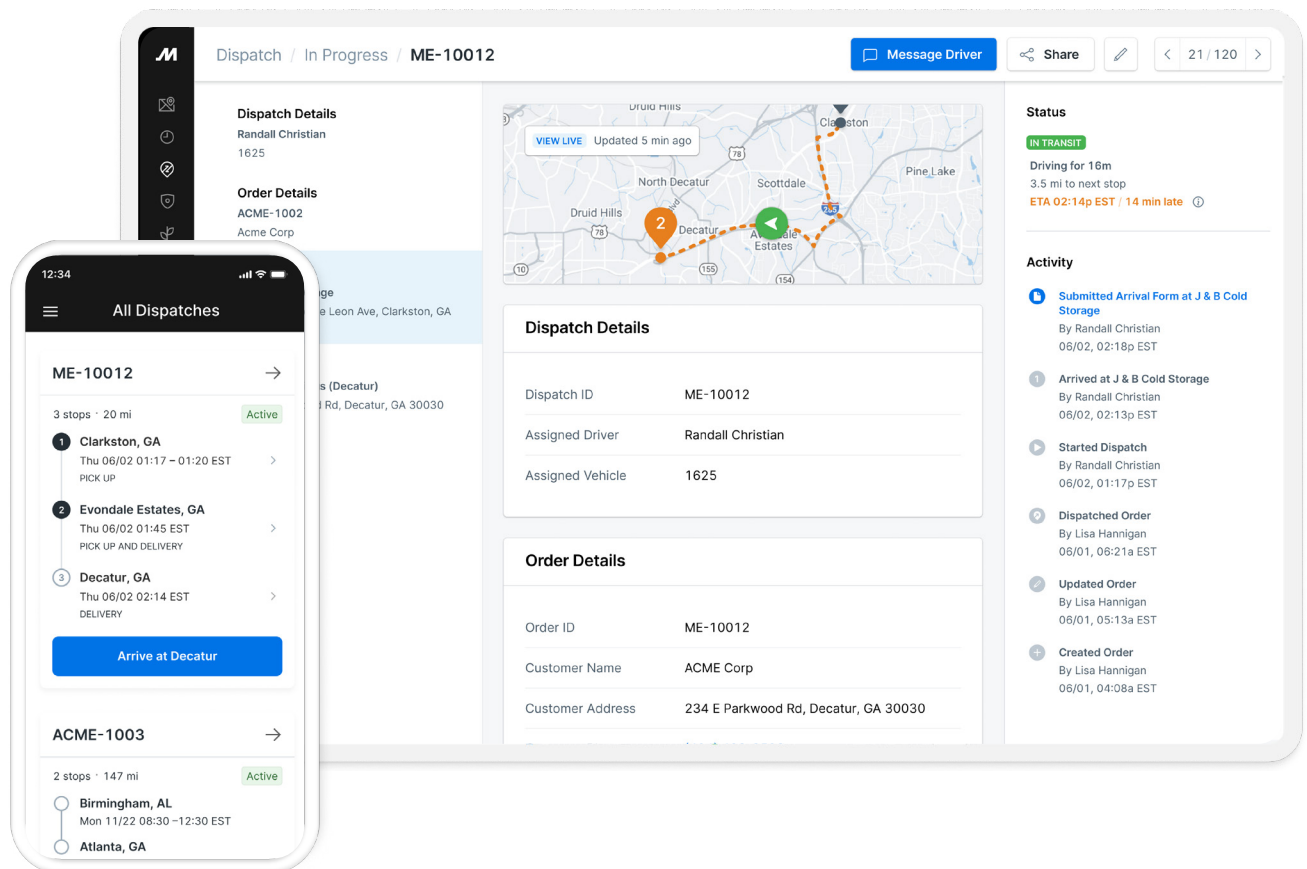 Dispatch / In Progress / ME-10012
Message Driver
Share
21 / 120
Dispatch Details
Randall Christian
1625
Order Details
ACME-1002
Acme Corp
ge
e Leon Ave, Clarkston, GA
s (Decatur)
Rd, Decatur, GA 30030
VIEW LIVE Updated 5 min ago
Druid Hills
Clarkston
78
North Decatur
Scottdale
Pine Lake
Druid Hills
78
2
Decatur
Estates
10
155
154
Dispatch Details
Dispatch ID ME-10012
Assigned Driver Randall Christian
Assigned Vehicle 1625
Order Details
Order ID ME-10012
Customer Name ACME Corp
Customer Address 234 E Parkwood Rd, Decatur, GA 30030
Status
IN TRANSIT
Driving for 16m
3.5 mi to next stop
ETA 02:14p EST / 14 min late
Activity
Submitted Arrival Form at J & B Cold
Storage
By Randall Christian
06/02, 02:18p EST
1
Arrived at J & B Cold Storage
By Randall Christian
06/02, 02:13p EST
Started Dispatch
By Randall Christian
06/02, 01:17p EST
Dispatched Order
By Lisa Hannigan
06/01, 06:21a EST
Updated Order
By Lisa Hannigan
06/01, 05:13a EST
Created Order
By Lisa Hannigan
06/01, 04:08a EST
12:34
All Dispatches
ME-10012
3 stops · 20 mi Active
1 Clarkston, GA
Thu 06/02 01:17 – 01:20 EST
PICK UP
2 Evondale Estates, GA
Thu 06/02 01:45 EST
PICK UP AND DELIVERY
3 Decatur, GA
Thu 06/02 02:14 EST
DELIVERY
Arrive at Decatur
ACME-1003
2 stops · 147 mi Active
Birmingham, AL
Mon 11/22 08:30 –12:30 EST
Atlanta, GA